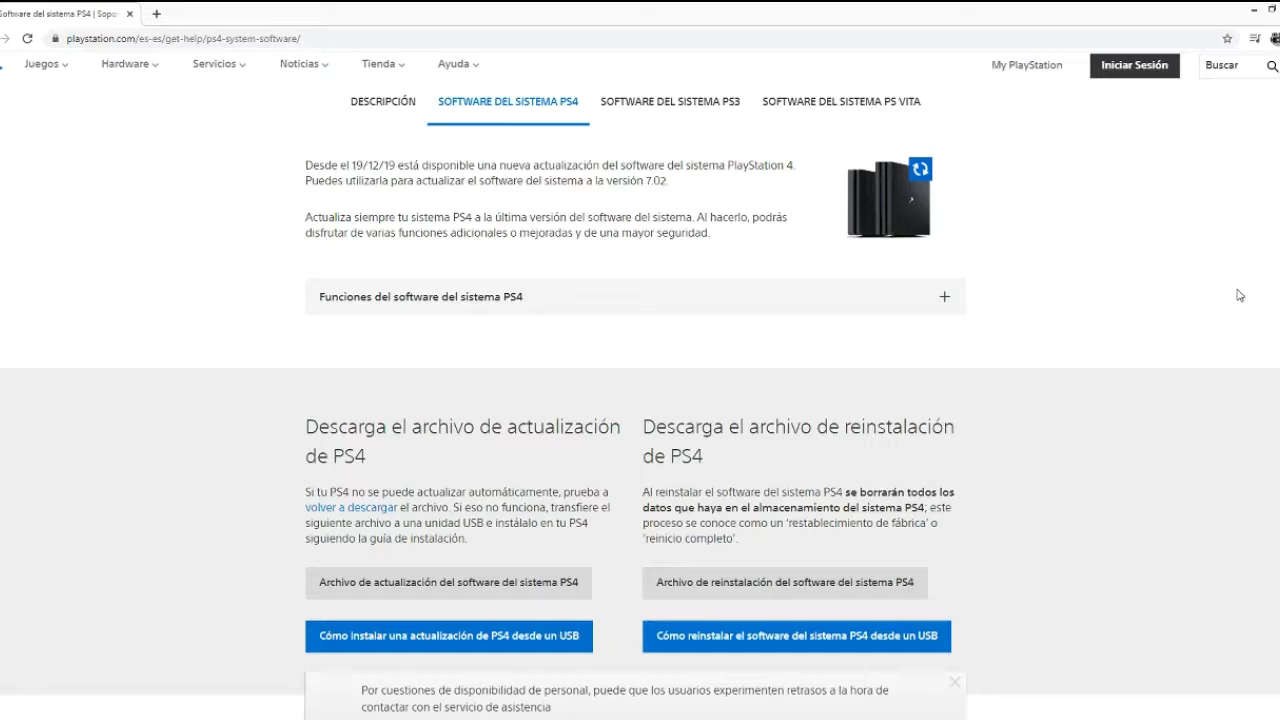 Software del sistema PS4 | Sopo
playstation.com/es-es/get-help/ps4-system-software/
Juegos Hardware Servicios Noticias Tienda Ayuda My PlayStation Iniciar Sesión Buscar
DESCRIPCIÓN SOFTWARE DEL SISTEMA PS4 SOFTWARE DEL SISTEMA PS3 SOFTWARE DEL SISTEMA PS VITA
Desde el 19/12/19 está disponible una nueva actualización del software del sistema PlayStation 4.
Puedes utilizarla para actualizar el software del sistema a la versión 7.02.
Actualiza siempre tu sistema PS4 a la última versión del software del sistema. Al hacerlo, podrás
disfrutar de varias funciones adicionales o mejoradas y de una mayor seguridad.
Funciones del software del sistema PS4
Descarga el archivo de actualización
de PS4
Si tu PS4 no se puede actualizar automáticamente, prueba a
volver a descargar el archivo. Si eso no funciona, transfiere el
siguiente archivo a una unidad USB e instálalo en tu PS4
siguiendo la guía de instalación.
Archivo de actualización del software del sistema PS4
Cómo instalar una actualización de PS4 desde un USB
Descarga el archivo de reinstalación
de PS4
Al reinstalar el software del sistema PS4 se borrarán todos los
datos que haya en el almacenamiento del sistema PS4; este
proceso se conoce como un 'restablecimiento de fábrica' o
'reinicio completo'.
Archivo de reinstalación del software del sistema PS4
Cómo reinstalar el software del sistema PS4 desde un USB
Por cuestiones de disponibilidad de personal, puede que los usuarios experimenten retrasos a la hora de
contactar con el servicio de asistencia